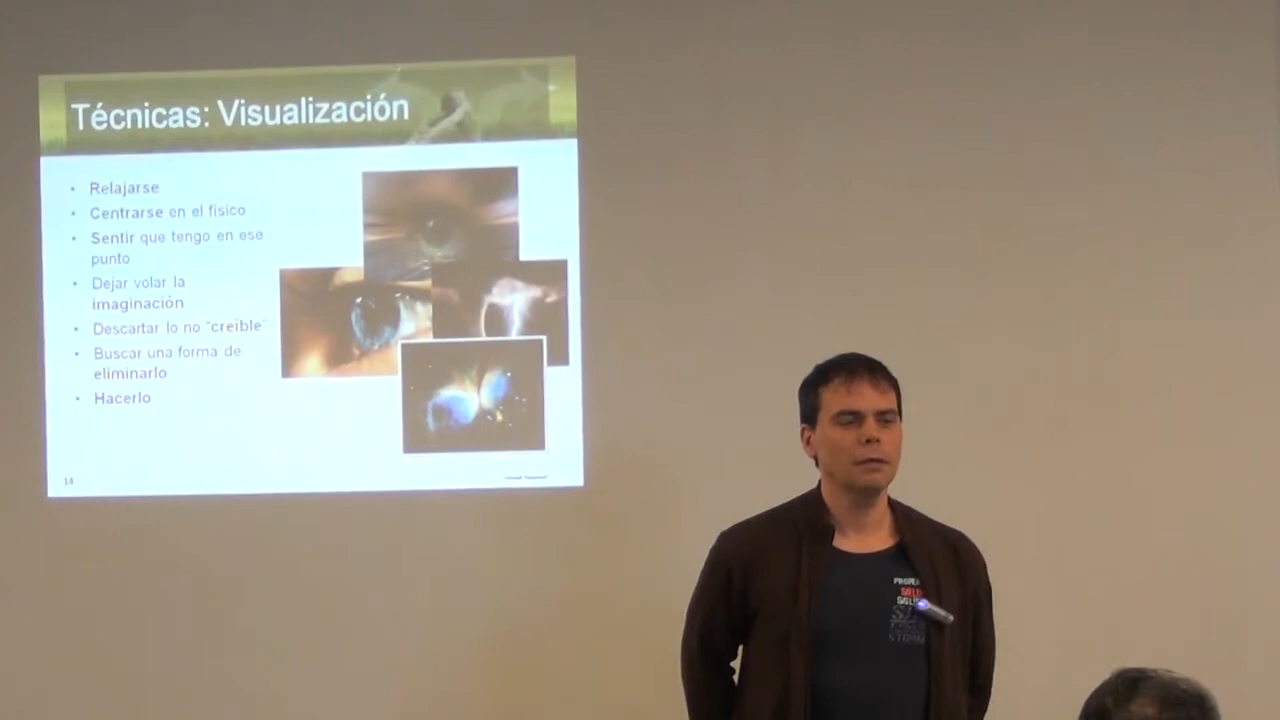 Técnicas: Visualización
• Relajarse
• Centrarse en el físico
• Sentir que tengo en ese
punto
• Dejar volar la
imaginación
• Descartar lo no "creíble"
• Buscar una forma de
eliminarlo
• Hacerlo
14